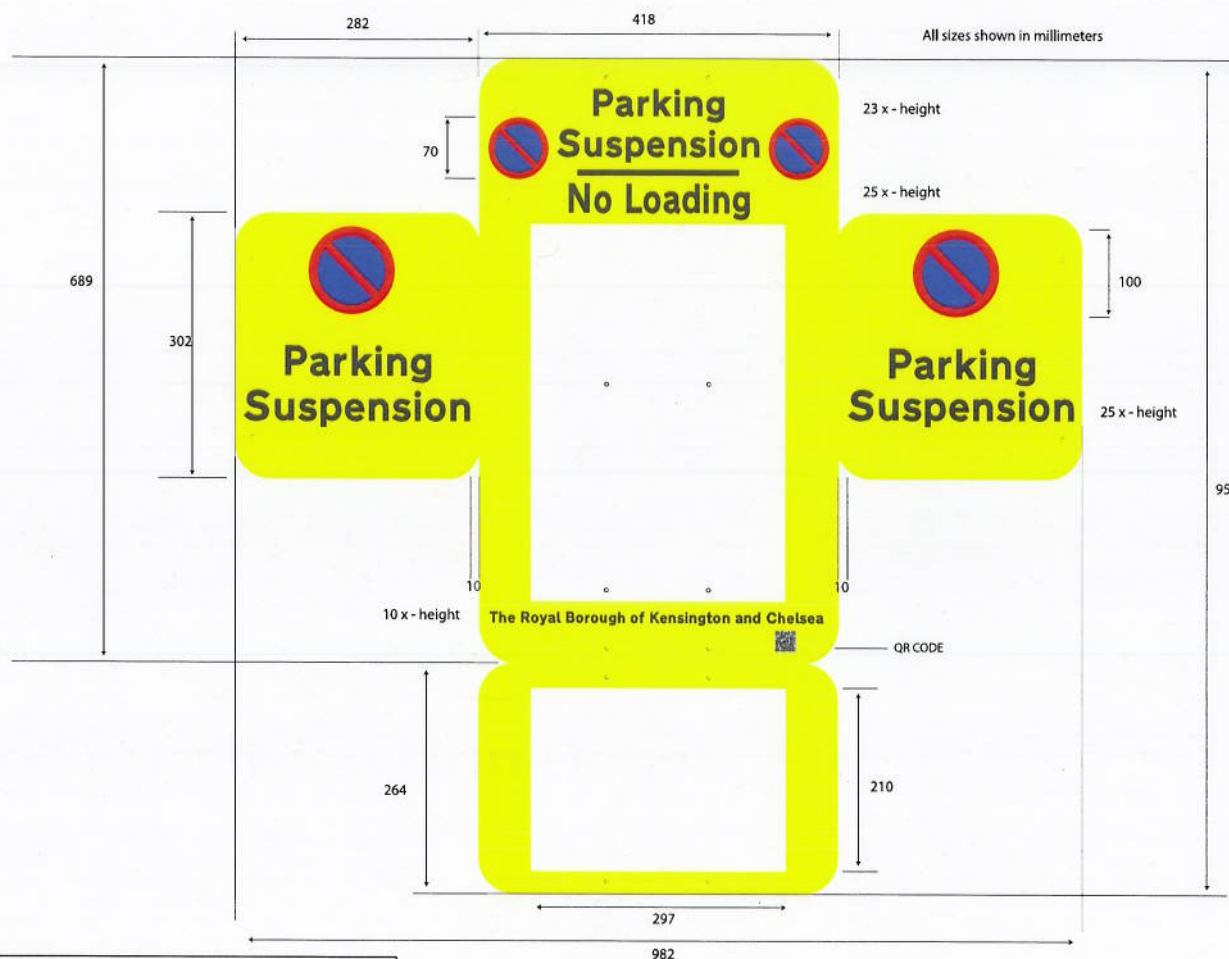 282
418
All sizes shown in millimeters
Parking
Suspension
No Loading
23 x - height
70
25 x - height
689
302
100
Parking
Suspension
Parking
Suspension
25 x - height
10
10
10 x - height
The Royal Borough of Kensington and Chelsea
QR CODE
264
210
297
982